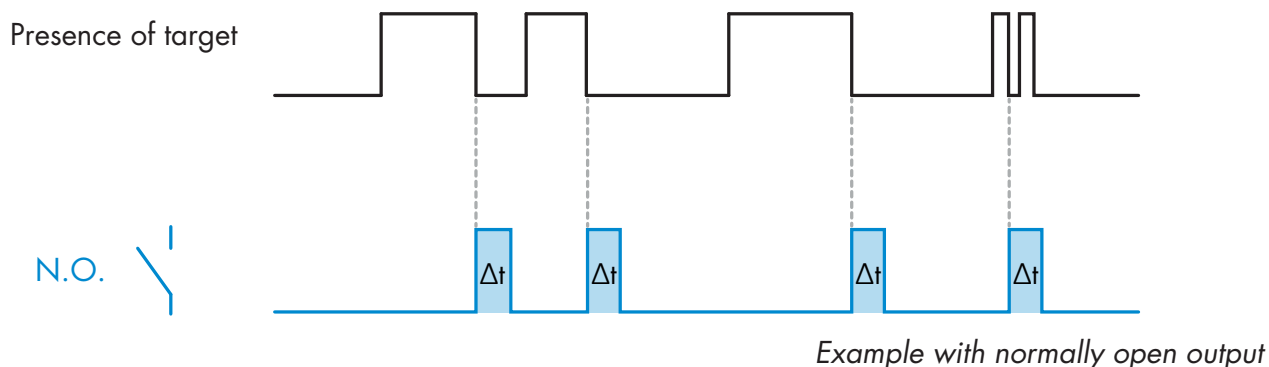 Presence of target
N.O.
Δt Δt Δt Δt
Example with normally open output